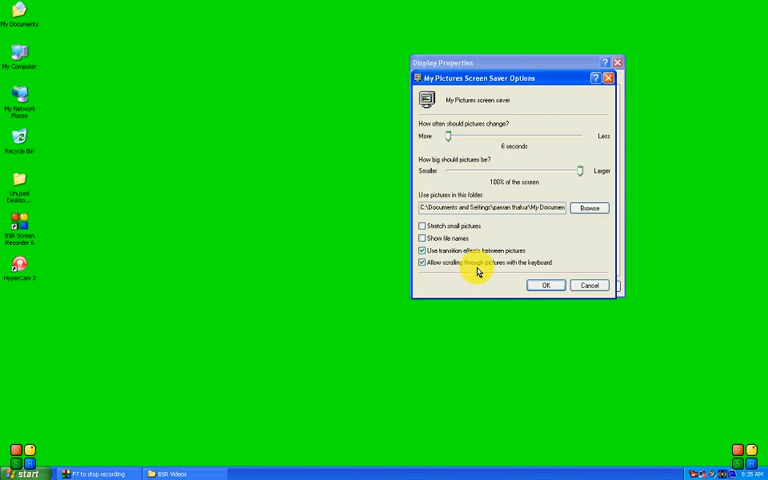 My Documents
My Computer
My Network
Places
Recycle Bin
Unused
Deskto...
BSR Screen
Recorder 6
HyperCam 3
Display Properties
My Pictures Screen Saver Options
My Pictures screen saver
How often should pictures change?
More
Less
6 seconds
How big should pictures be?
Smaller
Larger
100% of the screen
Use pictures in this folder:
C:\Documents and Settings\pawan thakur\My Documen
Browse
Stretch small pictures
Show file names
Use transition effects between pictures
Allow scrolling through pictures with the keyboard
OK
Cancel
start
F7 to stop recording
BSR Videos
8:35 AM